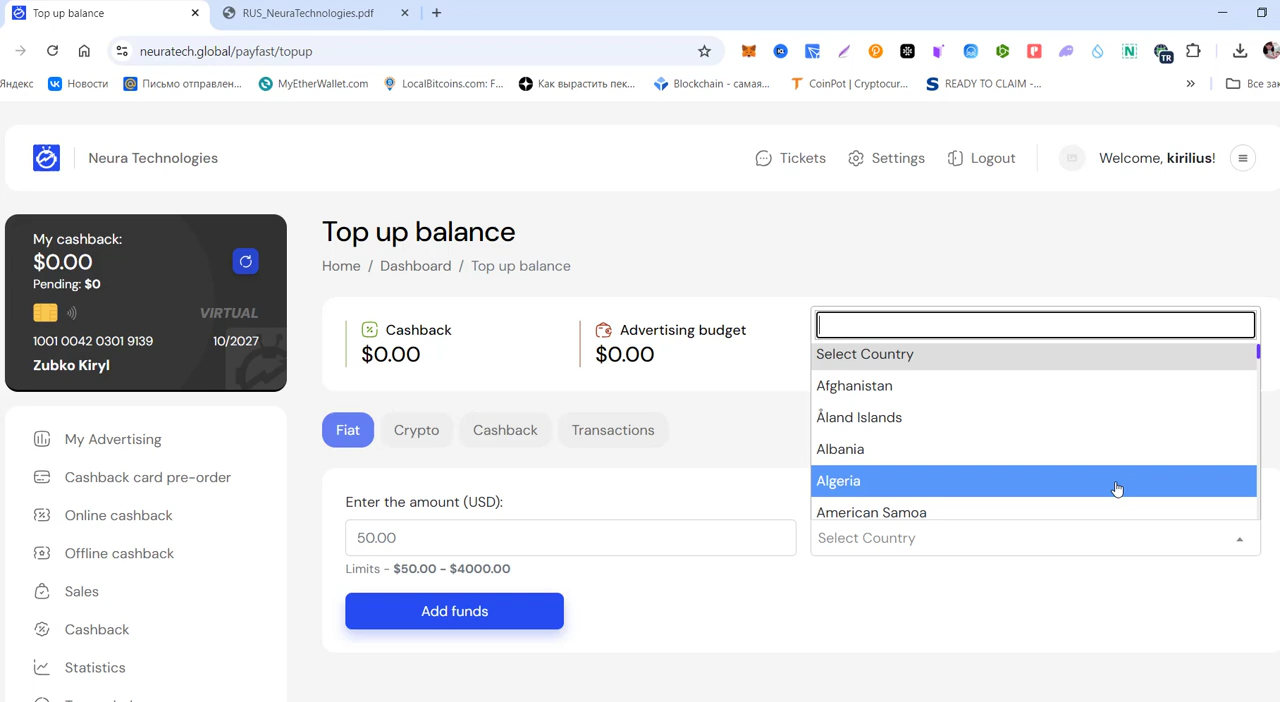 Top up balance
RUS_NeuraTechnologies.pdf
neuratech.global/payfast/topup
TR
Яндекс
Новости
Письмо отправлен...
MyEtherWallet.com
LocalBitcoins.com: F...
Как вырастить пек...
Blockchain - самая...
CoinPot | Cryptocur...
READY TO CLAIM -...
»
Все за
Neura Technologies
Tickets
Settings
Logout
Welcome, kirilius!
My cashback:
$0.00
Pending: $0
VIRTUAL
1001 0042 0301 9139
10/2027
Zubko Kiryl
My Advertising
Cashback card pre-order
Online cashback
Offline cashback
Sales
Cashback
Statistics
Top up balance
Home / Dashboard / Top up balance
Cashback
$0.00
Advertising budget
$0.00
Fiat
Crypto
Cashback
Transactions
Enter the amount (USD):
50.00
Limits - $50.00 - $4000.00
Add funds
Select Country
Afghanistan
Åland Islands
Albania
Algeria
American Samoa
Select Country